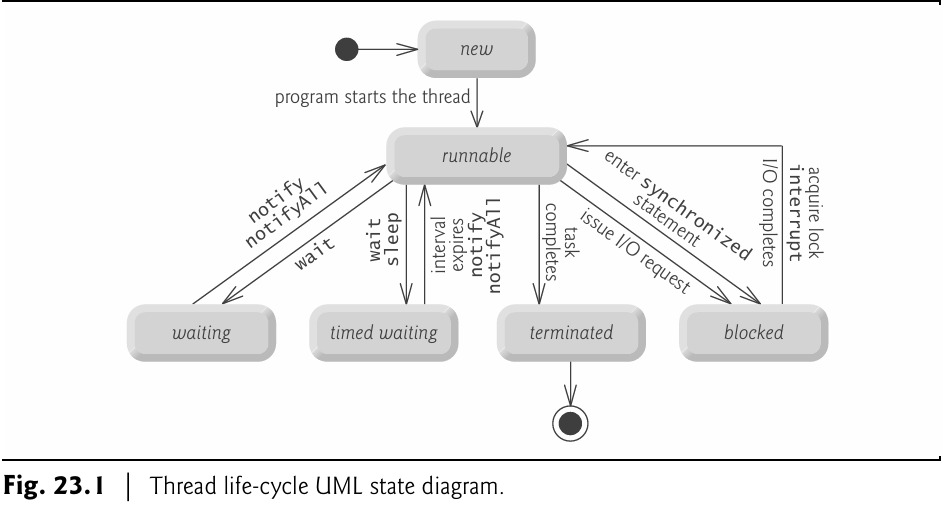 new
program starts the thread
runnable
notify
notifyAll
wait
wait
sleep
interval
expires
notify
notifyAll
task
completes
enter synchronized
statement
issue I/O request
I/O completes
interrupt
acquire lock
waiting
timed waiting
terminated
blocked
Fig. 23.1 | Thread life-cycle UML state diagram.